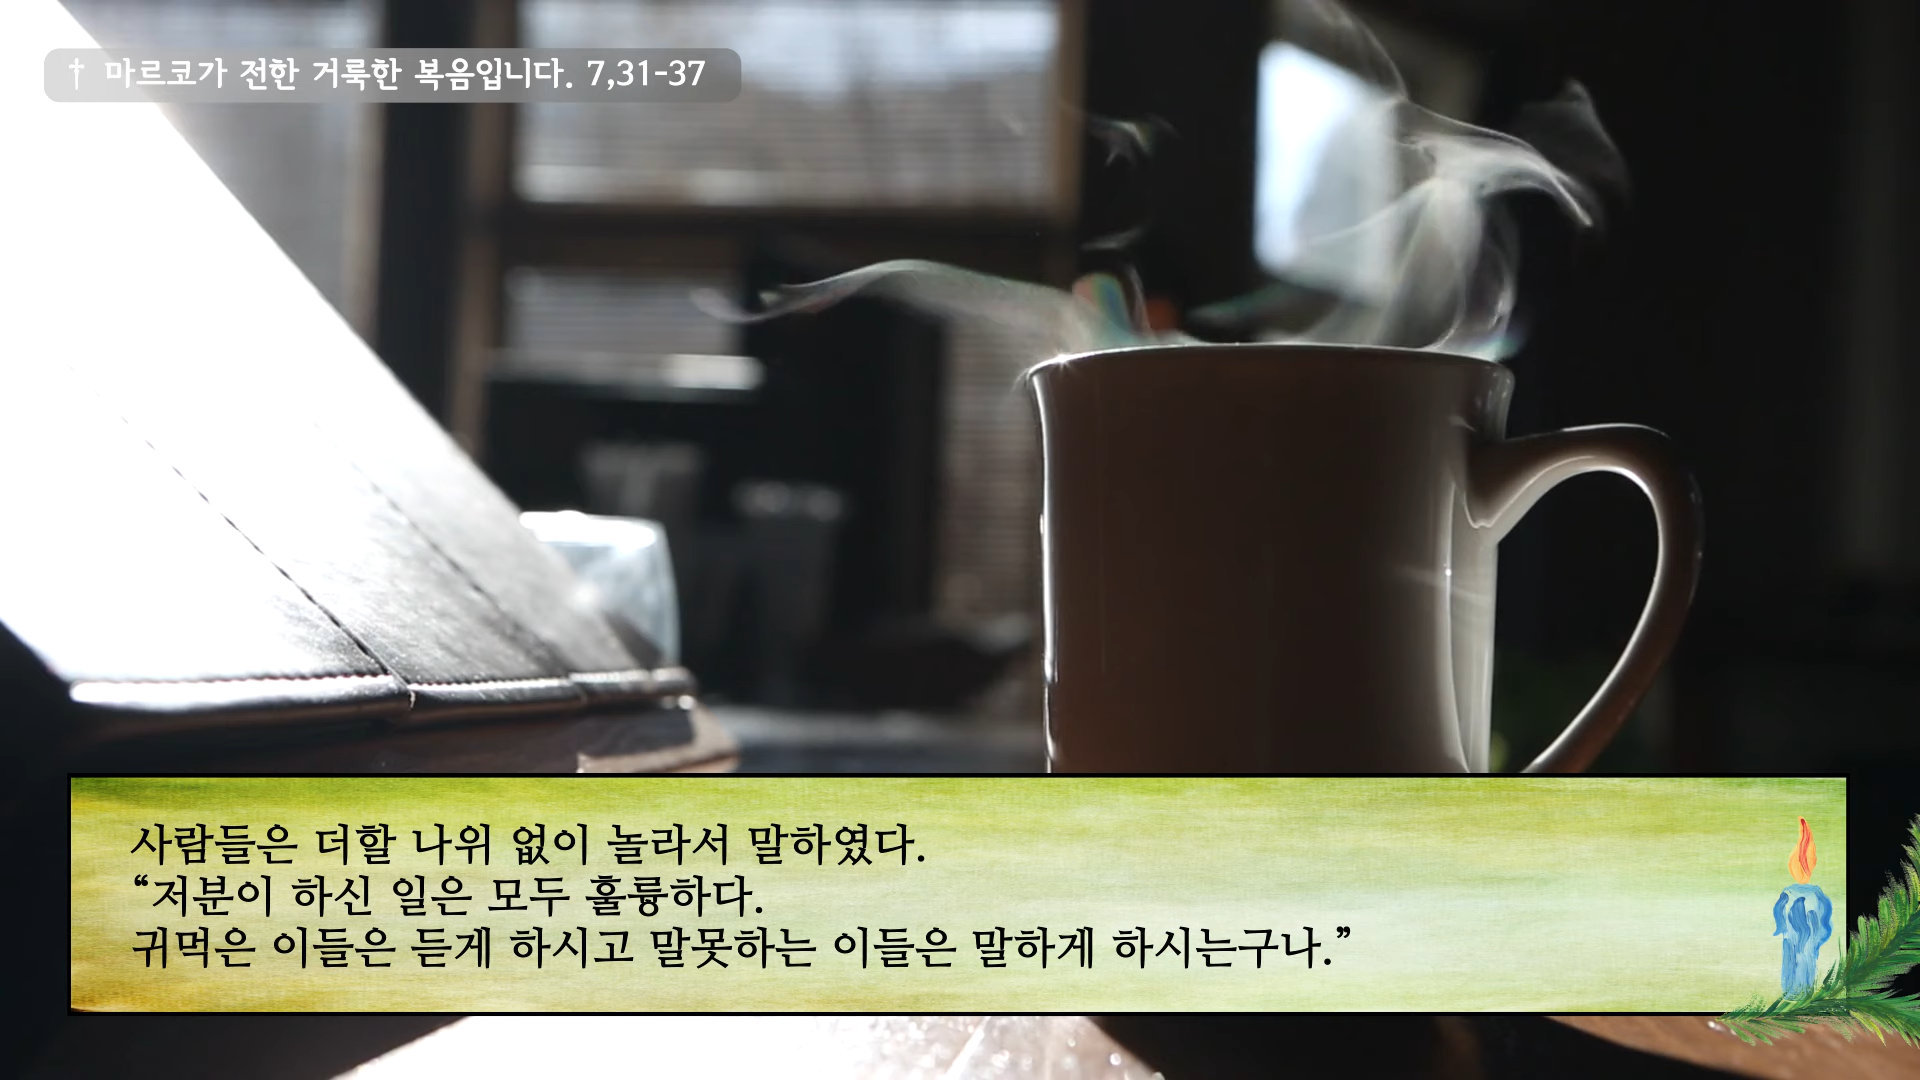 † 마르코가 전한 거룩한 복음입니다. 7,31-37
사람들은 더할 나위 없이 놀라서 말하였다.
“저분이 하신 일은 모두 훌륭하다.
귀먹은 이들은 듣게 하시고 말못하는 이들은 말하게 하시는구나.”